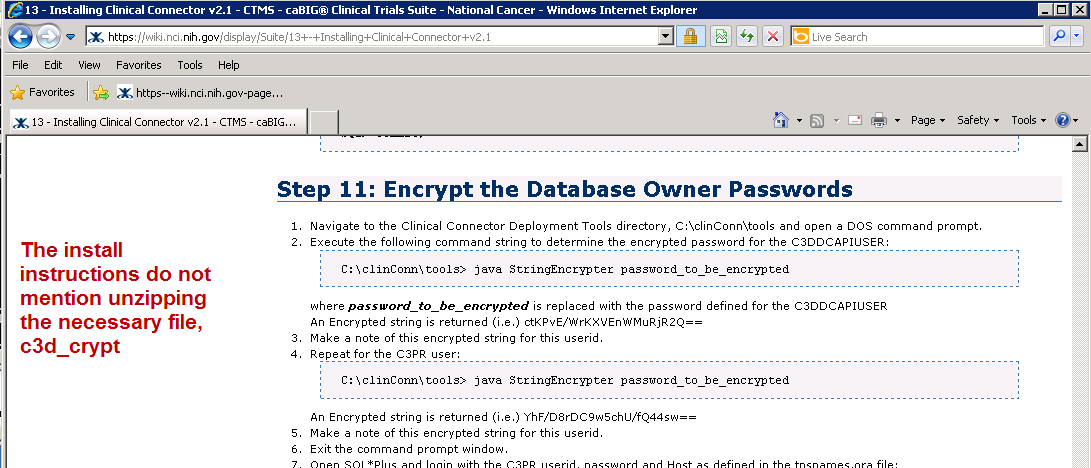 13 - Installing Clinical Connector v2.1 - CTMS - caBIG® Clinical Trials Suite - National Cancer - Windows Internet Explorer
https://wiki.nci.nih.gov/display/Suite/13+-+Installing+Clinical+Connector+v2.1
Live Search
File Edit View Favorites Tools Help
Favorites https--wiki.nci.nih.gov-page...
13 - Installing Clinical Connector v2.1 - CTMS - caBIG...
Page Safety Tools
Step 11: Encrypt the Database Owner Passwords
1. Navigate to the Clinical Connector Deployment Tools directory, C:\clinConn\tools and open a DOS command prompt.
2. Execute the following command string to determine the encrypted password for the C3DDCAPIUSER:
C:\clinConn\tools> java StringEncrypter password_to_be_encrypted
where password_to_be_encrypted is replaced with the password defined for the C3DDCAPIUSER
An Encrypted string is returned (i.e.) ctKPvE/WrKXVEnWMuRjR2Q==
3. Make a note of this encrypted string for this userid.
4. Repeat for the C3PR user:
C:\clinConn\tools> java StringEncrypter password_to_be_encrypted
An Encrypted string is returned (i.e.) YhF/D8rDC9w5chU/fQ44sw==
5. Make a note of this encrypted string for this userid.
6. Exit the command prompt window.
7. Open SQL*Plus and login with the C3PR userid, password and Host as defined in the tnsnames.ora file:
The install
instructions do not
mention unzipping
the necessary file,
c3d_crypt